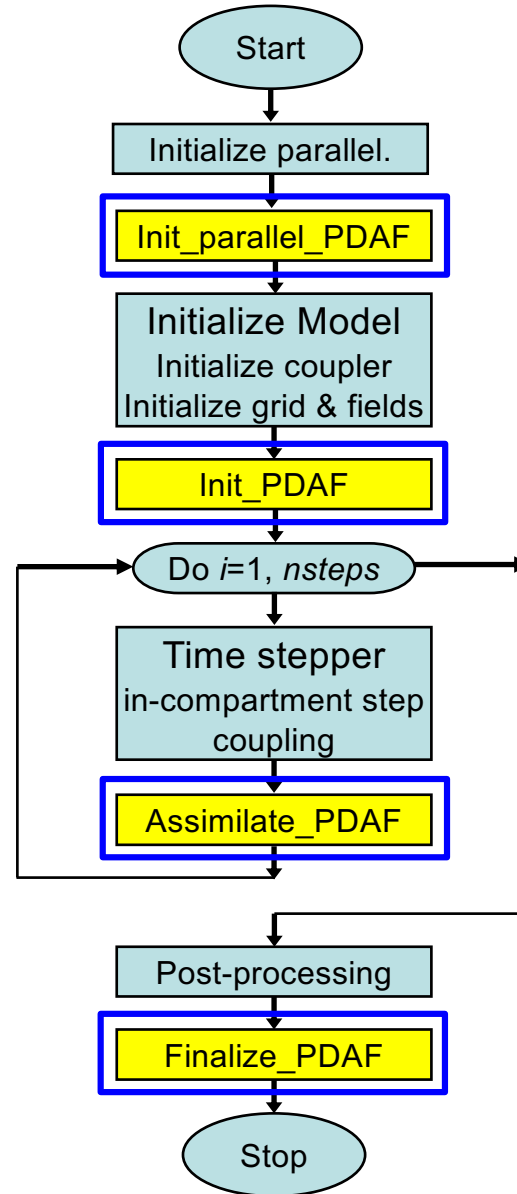 Start
Initialize parallel.
Init_parallel_PDAF
Initialize Model
Initialize coupler
Initialize grid & fields
Init_PDAF
Do i=1, nsteps
Time stepper
in-compartment step
coupling
Assimilate_PDAF
Post-processing
Finalize_PDAF
Stop